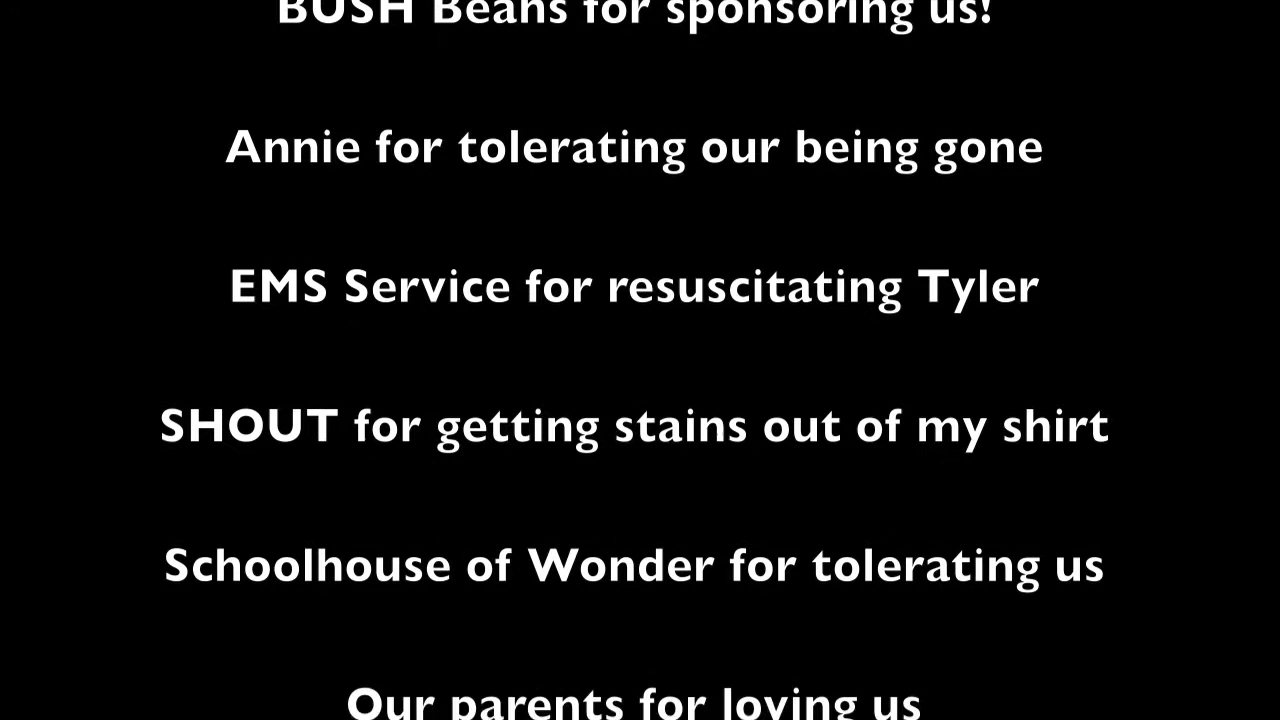 BUSH Beans for sponsoring us!
Annie for tolerating our being gone
EMS Service for resuscitating Tyler
SHOUT for getting stains out of my shirt
Schoolhouse of Wonder for tolerating us
Our parents for loving us